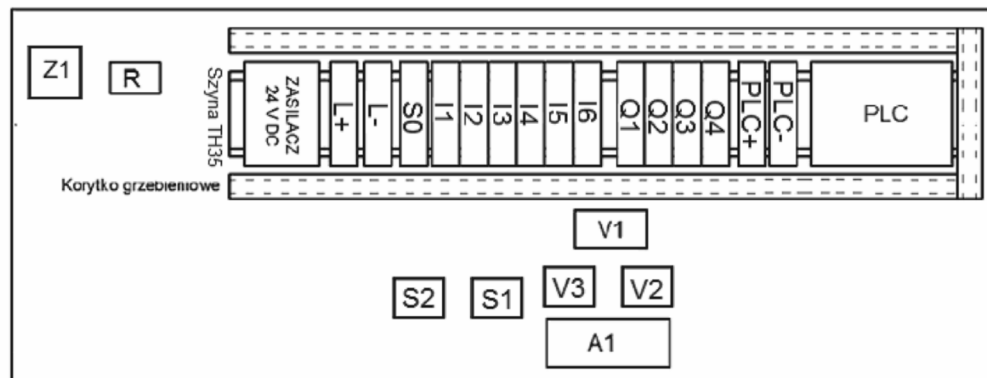 Z1
R
Szyna TH35
ZASILACZ
24 V DC
L+
L-
S0
I1
I2
I3
I4
I5
I6
Q1
Q2
Q3
Q4
PLC+
PLC-
PLC
Korytko grzebieniowe
V1
S2
S1
V3
V2
A1